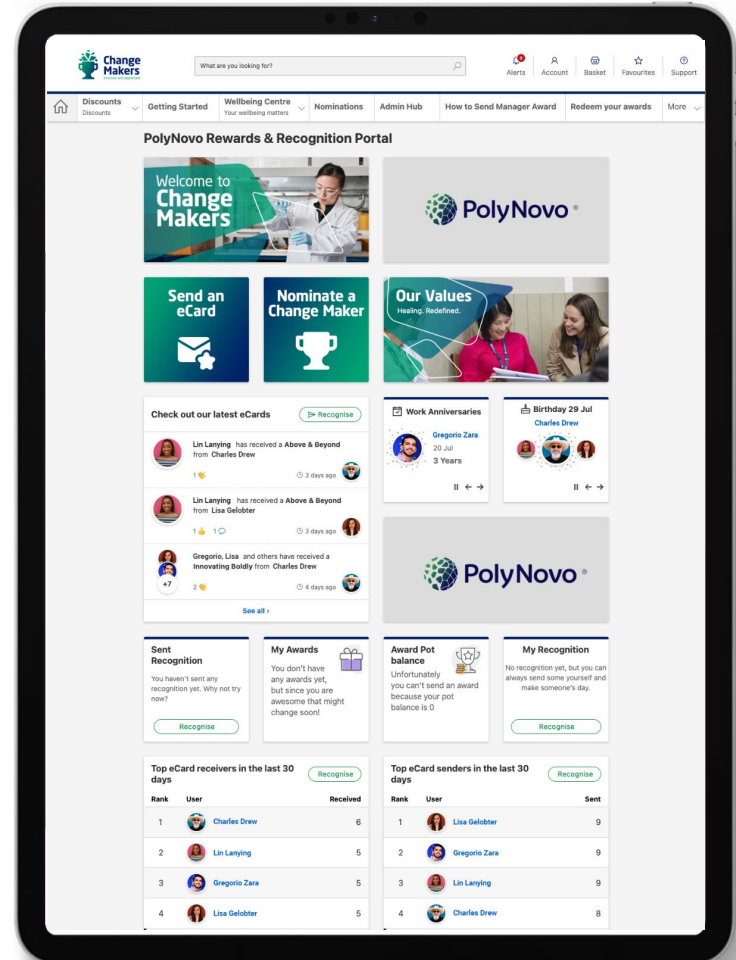 Change
Makers
What are you looking for?
Alerts
Account
Basket
Favourites
Support
Discounts
Discounts
Getting Started
Wellbeing Centre
Your wellbeing matters
Nominations
Admin Hub
How to Send Manager Award
Redeem your awards
More
PolyNovo Rewards & Recognition Portal
Welcome to
Change
Makers
PolyNovo
Send an
eCard
Nominate a
Change Maker
Our Values
Healing. Redefined.
Check out our latest eCards
Recognise
Lin Lanying has received a Above & Beyond
from Charles Drew
1
3 days ago
Lin Lanying has received a Above & Beyond
from Lisa Gelobter
1 1
3 days ago
Gregorio, Lisa and others have received a
Innovating Boldly from Charles Drew
+7
2
4 days ago
See all ›
Work Anniversaries
Gregorio Zara
20 Jul
3 Years
Birthday 29 Jul
Charles Drew
PolyNovo
Sent
Recognition
You haven't sent any
recognition yet. Why not try
now?
Recognise
My Awards
You don't have
any awards yet,
but since you are
awesome that might
change soon!
Award Pot
balance
Unfortunately
you can't send an award
because your pot
balance is 0
My Recognition
No recognition yet, but you can
always send some yourself and
make someone's day.
Recognise
Top eCard receivers in the last 30
days
Recognise
Rank User Received
1 Charles Drew 6
2 Lin Lanying 5
3 Gregorio Zara 5
4 Lisa Gelobter 5
Top eCard senders in the last 30
days
Recognise
Rank User Sent
1 Lisa Gelobter 9
2 Gregorio Zara 9
3 Lin Lanying 9
4 Charles Drew 8